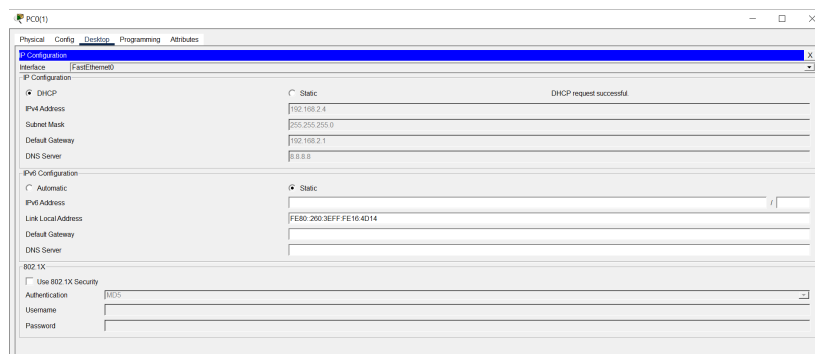 PC0(1)
Physical Config Desktop Programming Attributes
IP Configuration X
Interface FastEthernet0
IP Configuration
DHCP Static DHCP request successful.
IPv4 Address 192.168.2.4
Subnet Mask 255.255.255.0
Default Gateway 192.168.2.1
DNS Server 8.8.8.8
IPv6 Configuration
Automatic Static
IPv6 Address /
Link Local Address FE80::260:3EFF:FE16:4D14
Default Gateway
DNS Server
802.1X
Use 802.1X Security
Authentication MD5
Username
Password